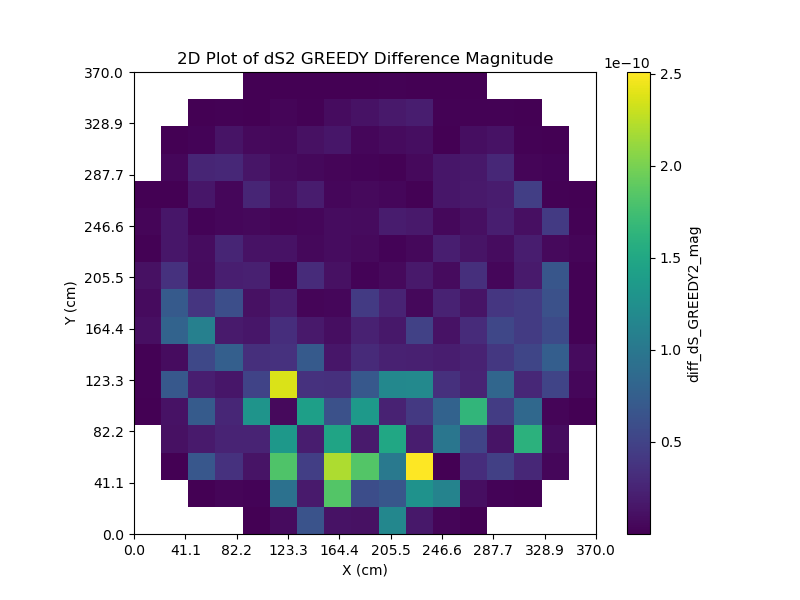 2D Plot of dS2 GREEDY Difference Magnitude
1e−10
370.0
328.9
287.7
246.6
205.5
164.4
123.3
82.2
41.1
0.0
Y (cm)
0.0 41.1 82.2 123.3 164.4 205.5 246.6 287.7 328.9 370.0
X (cm)
2.5
2.0
1.5
1.0
0.5
diff_dS_GREEDY2_mag